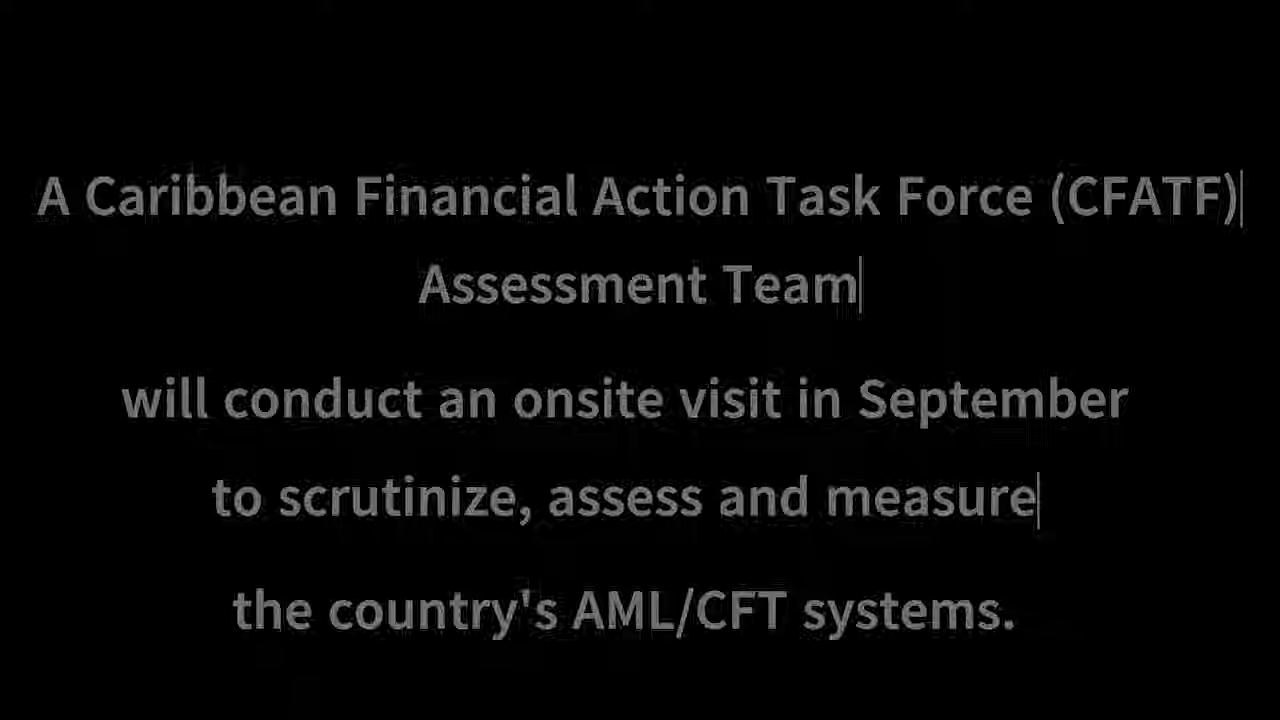 A Caribbean Financial Action Task Force (CFATF)
Assessment Team
will conduct an onsite visit in September
to scrutinize, assess and measure
the country's AML/CFT systems.